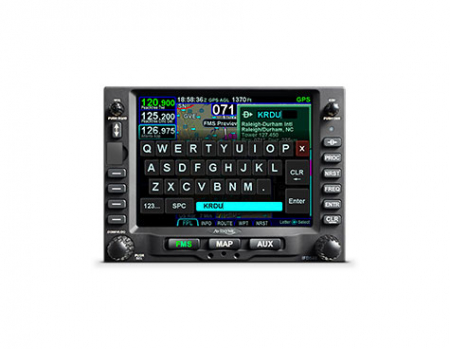 120.900
18:58:36Z GPS AGL 1370Ft
GPS
125.200
071
KRDU
126.975
FMS Preview
Raleigh/Durham Intl
Raleigh/Durham, NC
Tower 127.450
Q W E R T Y U I O P X
A S D F G H J K L
CLR
Z X C V B N M .
123...
SPC
KRDU
Enter
FPL INFO ROUTE WPT NRST
Letter
Select
PROC
NRST
FREQ
ENTR
CLR
FMS
MAP
AUX